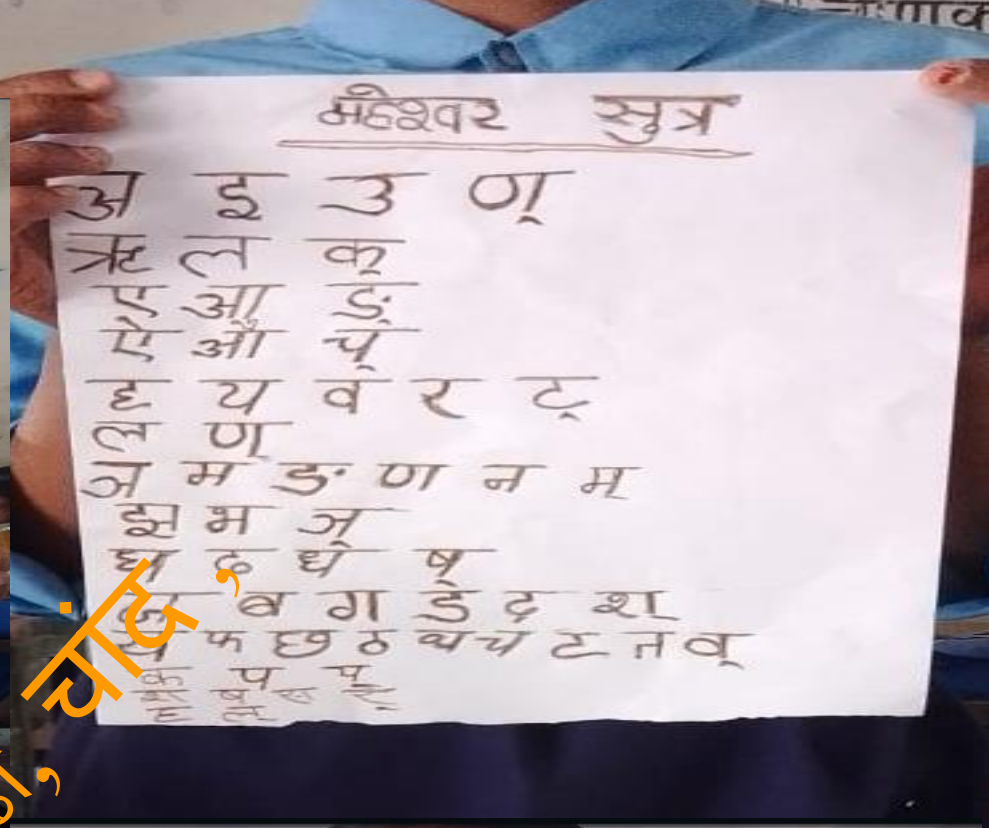 महेश्वर सुत्र
अ इ उ ण्
ऋ ल क्
ए ओ ङ्
ऐ औ च्
ह य व र ट्
ल ण्
ञ म ङ ण न म्
झ भ ञ्
घ ढ ध ष्
ज ब ग ड द श्
फ छ ठ थ च ट त व्
क प य्
ह ल्
चांद,